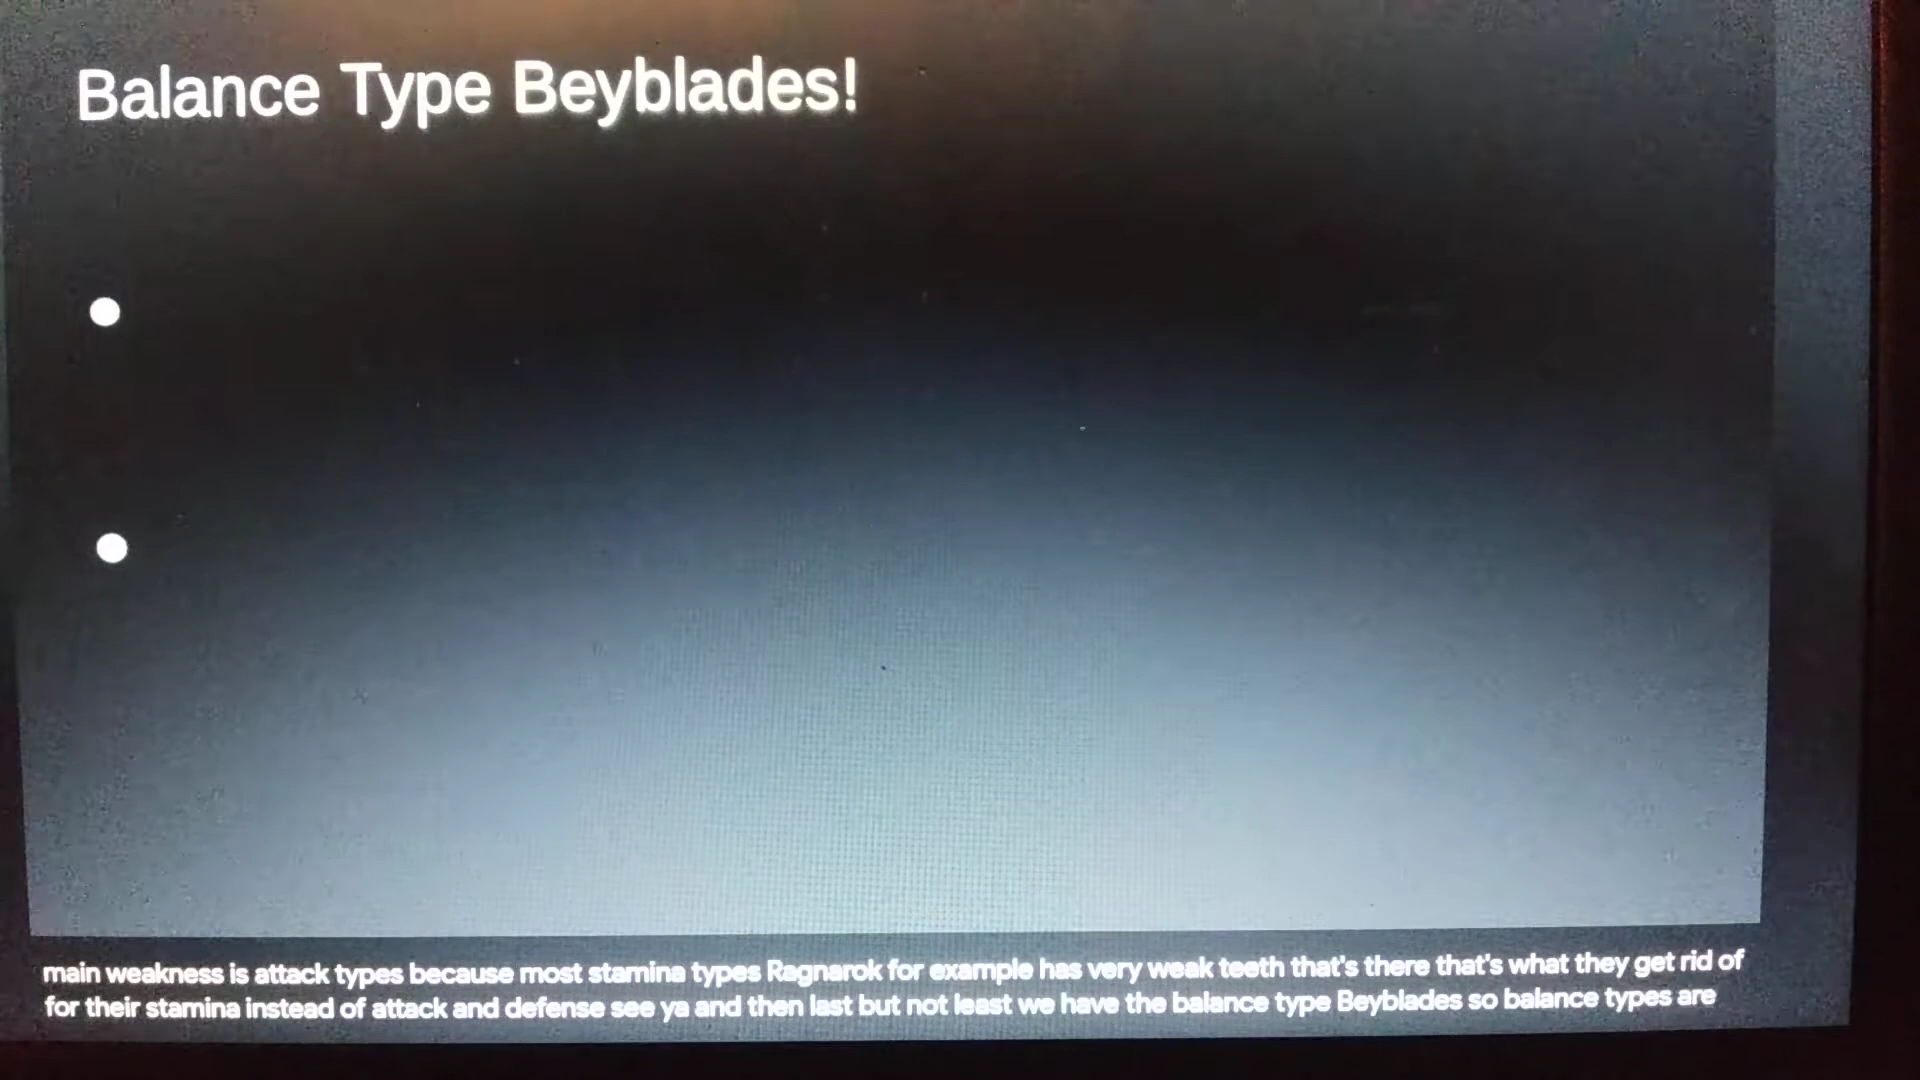 Balance Type Beyblades!
main weakness is attack types because most stamina types Ragnarok for example has very weak teeth that's there that's what they get rid of
for their stamina instead of attack and defense see ya and then last but not least we have the balance type Beyblades so balance types are